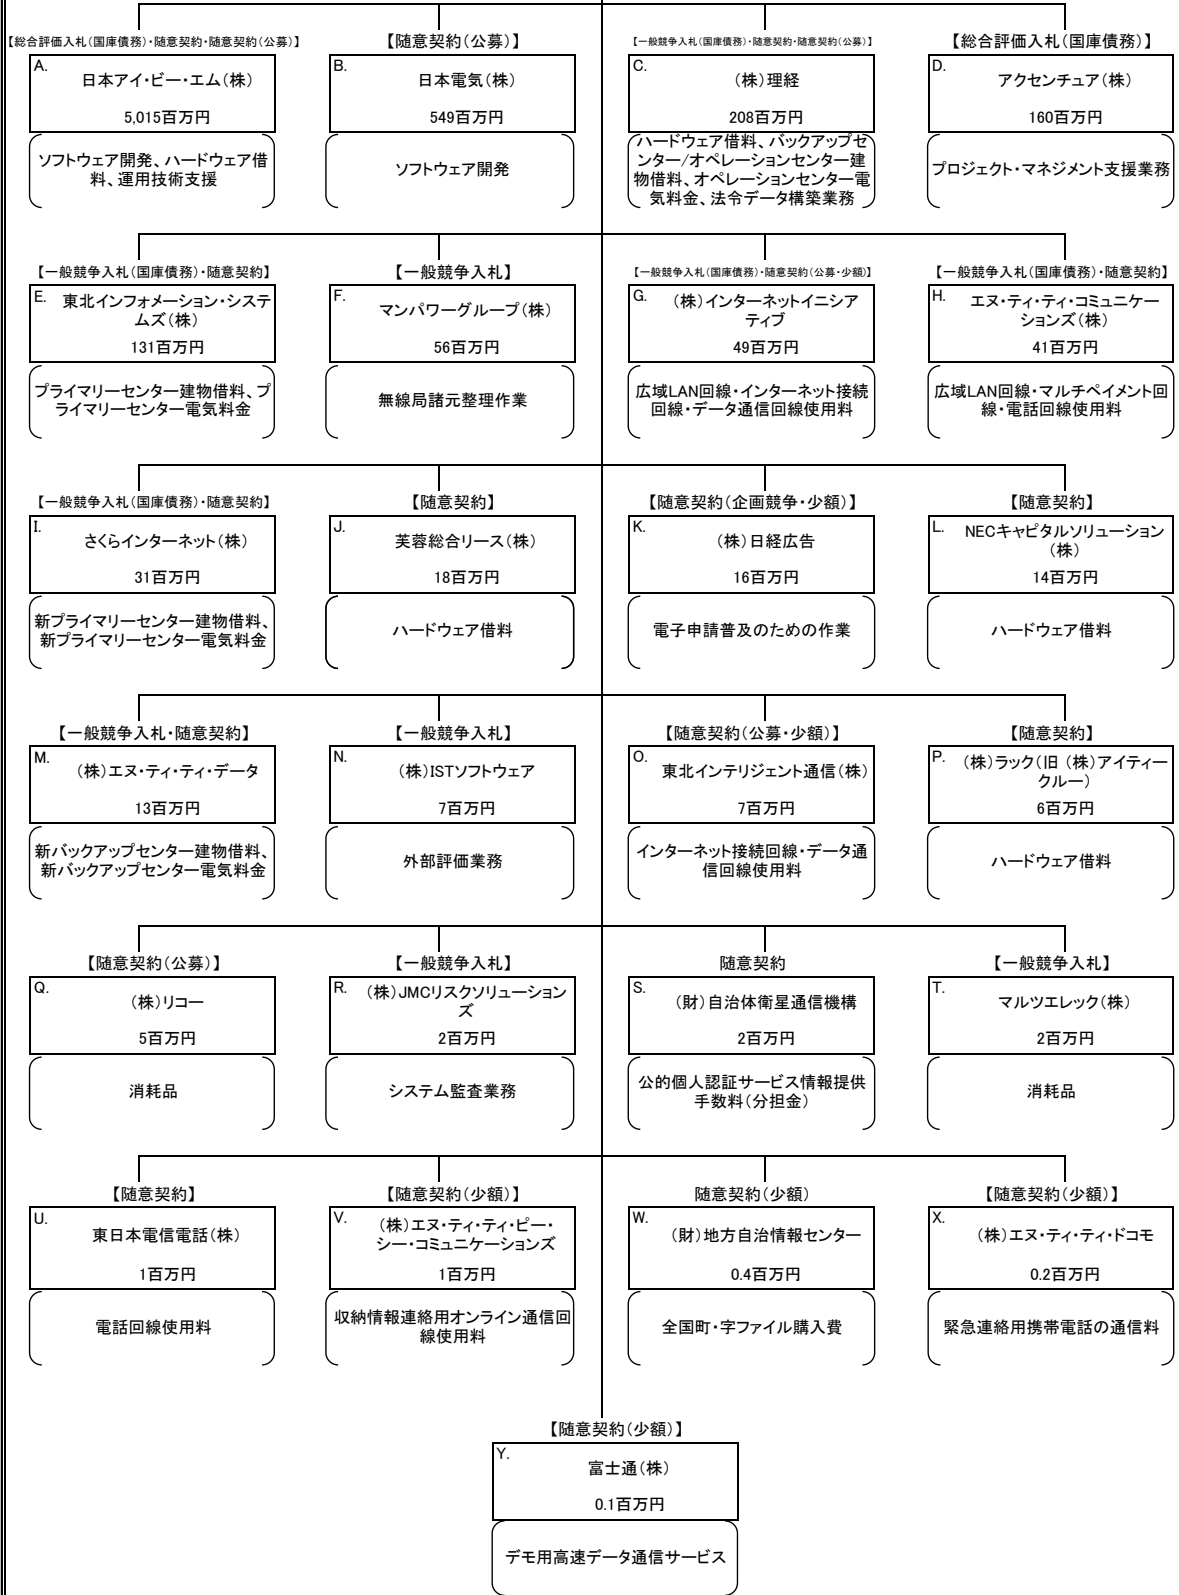 【総合評価入札(国庫債務)・随意契約・随意契約(公募)】
A.
日本アイ・ビー・エム(株)
5,015百万円
ソフトウェア開発、ハードウェア借
料、運用技術支援
【随意契約(公募)】
B.
日本電気(株)
549百万円
ソフトウェア開発
【一般競争入札(国庫債務)・随意契約・随意契約(公募)】
C.
(株)理経
208百万円
ハードウェア借料、バックアップセ
ンター/オペレーションセンター建
物借料、オペレーションセンター電
気料金、法令データ構築業務
【総合評価入札(国庫債務)】
D.
アクセンチュア(株)
160百万円
プロジェクト・マネジメント支援業務
【一般競争入札(国庫債務)・随意契約】
E.
東北インフォメーション・システ
ムズ(株)
131百万円
プライマリーセンター建物借料、プ
ライマリーセンター電気料金
【一般競争入札】
F.
マンパワーグループ(株)
56百万円
無線局諸元整理作業
【一般競争入札(国庫債務)・随意契約(公募・少額)】
G.
(株)インターネットイニシア
ティブ
49百万円
広域LAN回線・インターネット接続
回線・データ通信回線使用料
【一般競争入札(国庫債務)・随意契約】
H.
エヌ・ティ・ティ・コミュニケー
ションズ(株)
41百万円
広域LAN回線・マルチペイメント回
線・電話回線使用料
【一般競争入札(国庫債務)・随意契約】
I.
さくらインターネット(株)
31百万円
新プライマリーセンター建物借料、
新プライマリーセンター電気料金
【随意契約】
J.
芙蓉総合リース(株)
18百万円
ハードウェア借料
【随意契約(企画競争・少額)】
K.
(株)日経広告
16百万円
電子申請普及のための作業
【随意契約】
L.
NECキャピタルソリューション
(株)
14百万円
ハードウェア借料
【一般競争入札・随意契約】
M.
(株)エヌ・ティ・ティ・データ
13百万円
新バックアップセンター建物借料、
新バックアップセンター電気料金
【一般競争入札】
N.
(株)ISTソフトウェア
7百万円
外部評価業務
【随意契約(公募・少額)】
O.
東北インテリジェント通信(株)
7百万円
インターネット接続回線・データ通
信回線使用料
【随意契約】
P.
(株)ラック(旧 (株)アイティー
クルー)
6百万円
ハードウェア借料
【随意契約(公募)】
Q.
(株)リコー
5百万円
消耗品
【一般競争入札】
R.
(株)JMCリスクソリューション
ズ
2百万円
システム監査業務
随意契約
S.
(財)自治体衛星通信機構
2百万円
公的個人認証サービス情報提供
手数料(分担金)
【一般競争入札】
T.
マルツエレック(株)
2百万円
消耗品
【随意契約】
U.
東日本電信電話(株)
1百万円
電話回線使用料
【随意契約(少額)】
V.
(株)エヌ・ティ・ティ・ピー・
シー・コミュニケーションズ
1百万円
収納情報連絡用オンライン通信回
線使用料
随意契約(少額)
W.
(財)地方自治情報センター
0.4百万円
全国町・字ファイル購入費
【随意契約(少額)】
X.
(株)エヌ・ティ・ティ・ドコモ
0.2百万円
緊急連絡用携帯電話の通信料
【随意契約(少額)】
Y.
富士通(株)
0.1百万円
デモ用高速データ通信サービス